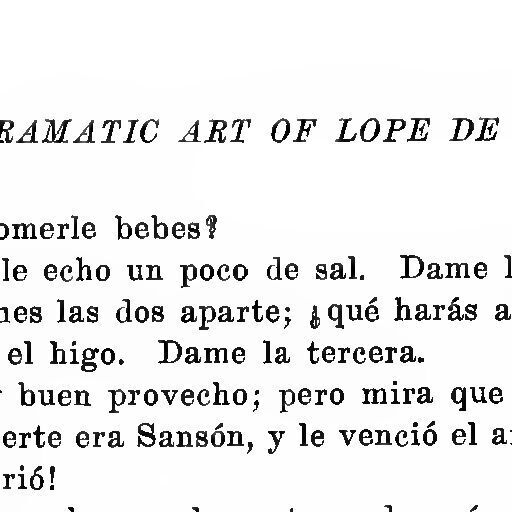 RAMATIC ART OF LOPE DE
omerle bebes?
le echo un poco de sal. Dame l
nes las dos aparte; ¿qué harás a
el higo. Dame la tercera.
buen provecho; pero mira que
erte era Sansón, y le venció el a
rió!